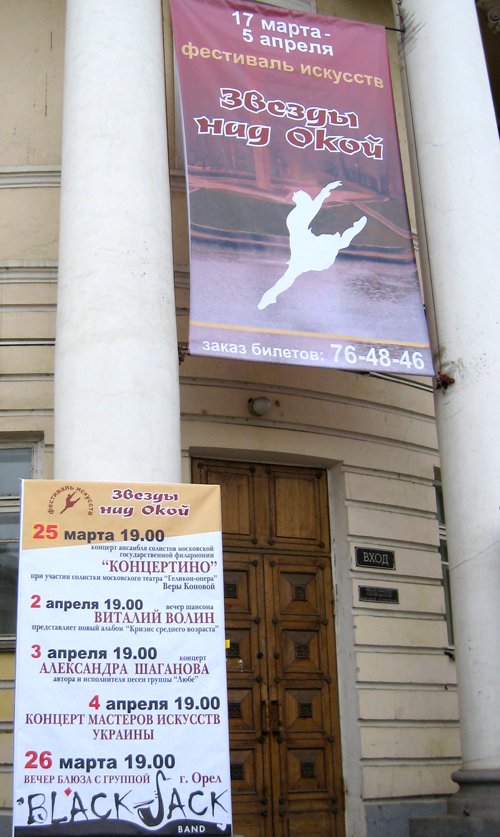 17 марта -
5 апреля
фестиваль искусств
Звезды
над Окой
заказ билетов: 76-48-46
ВХОД
фестиваль искусств
Звезды
над Окой
25 марта 19.00
концерт ансамбля солистов московской
государственной филармонии
"КОНЦЕРТИНО"
при участии солистки московского театра "Геликон-опера"
Веры Коновой
2 апреля 19.00
вечер шансона
ВИТАЛИЙ ВОЛИН
представляет новый альбом "Кризис среднего возраста"
3 апреля 19.00
концерт
АЛЕКСАНДРА ШАГАНОВА
автора и исполнителя песен группы "Любе"
4 апреля 19.00
КОНЦЕРТ МАСТЕРОВ ИСКУССТВ
УКРАИНЫ
26 марта 19.00
ВЕЧЕР БЛЮЗА С ГРУППОЙ г. Орел
BLACK JACK
BAND